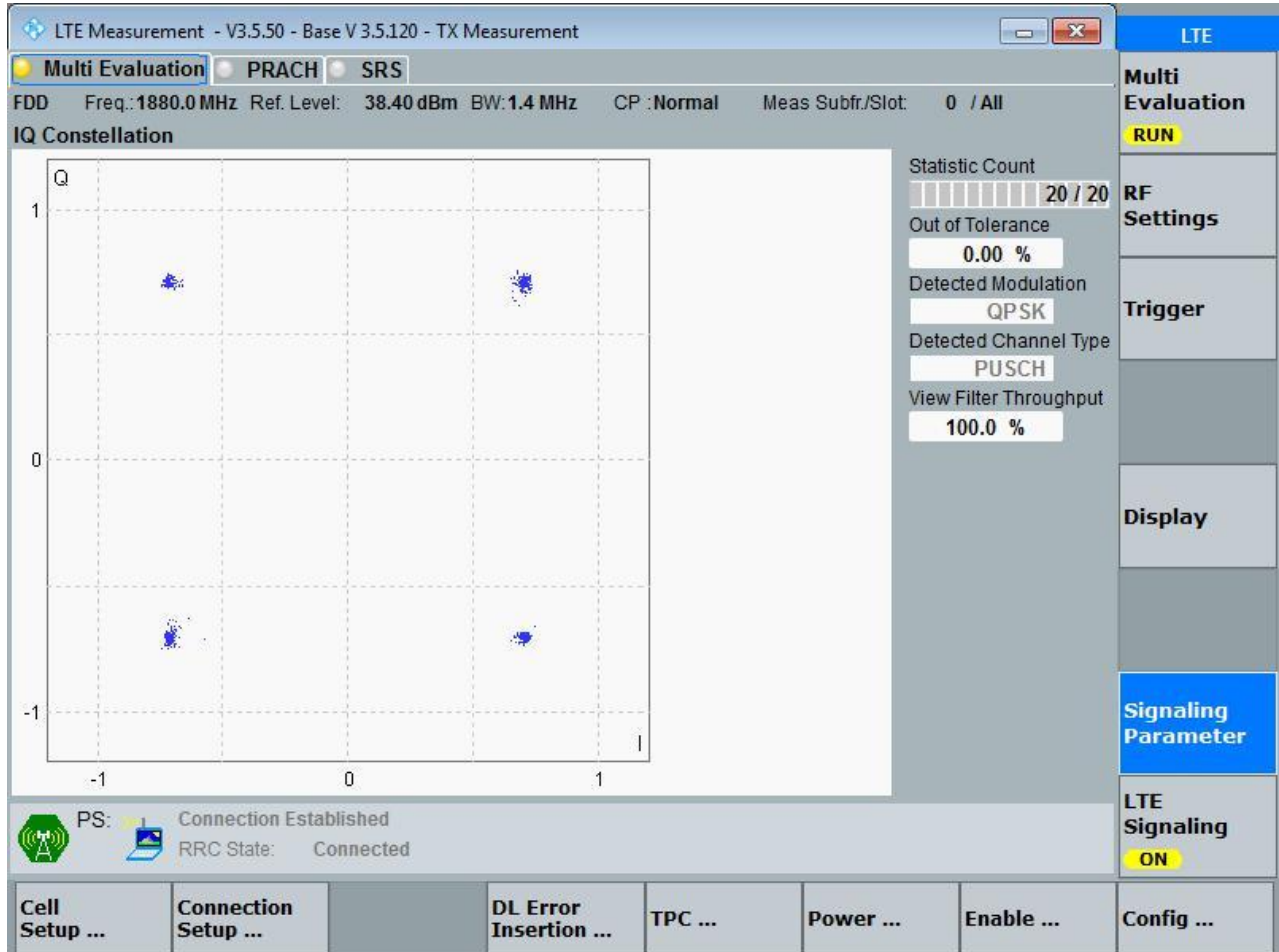 LTE Measurement - V3.5.50 - Base V 3.5.120 - TX Measurement
LTE
Multi Evaluation PRACH SRS
FDD Freq.:1880.0 MHz Ref. Level: 38.40 dBm BW:1.4 MHz CP :Normal Meas Subfr./Slot: 0 / All
IQ Constellation
Q
1
0
-1
-1 0 1
I
Statistic Count
20 / 20
Out of Tolerance
0.00 %
Detected Modulation
QPSK
Detected Channel Type
PUSCH
View Filter Throughput
100.0 %
Multi
Evaluation
RUN
RF
Settings
Trigger
Display
Signaling
Parameter
LTE
Signaling
ON
PS: Connection Established
RRC State: Connected
Cell
Setup ...
Connection
Setup ...
DL Error
Insertion ...
TPC ...
Power ...
Enable ...
Config ...